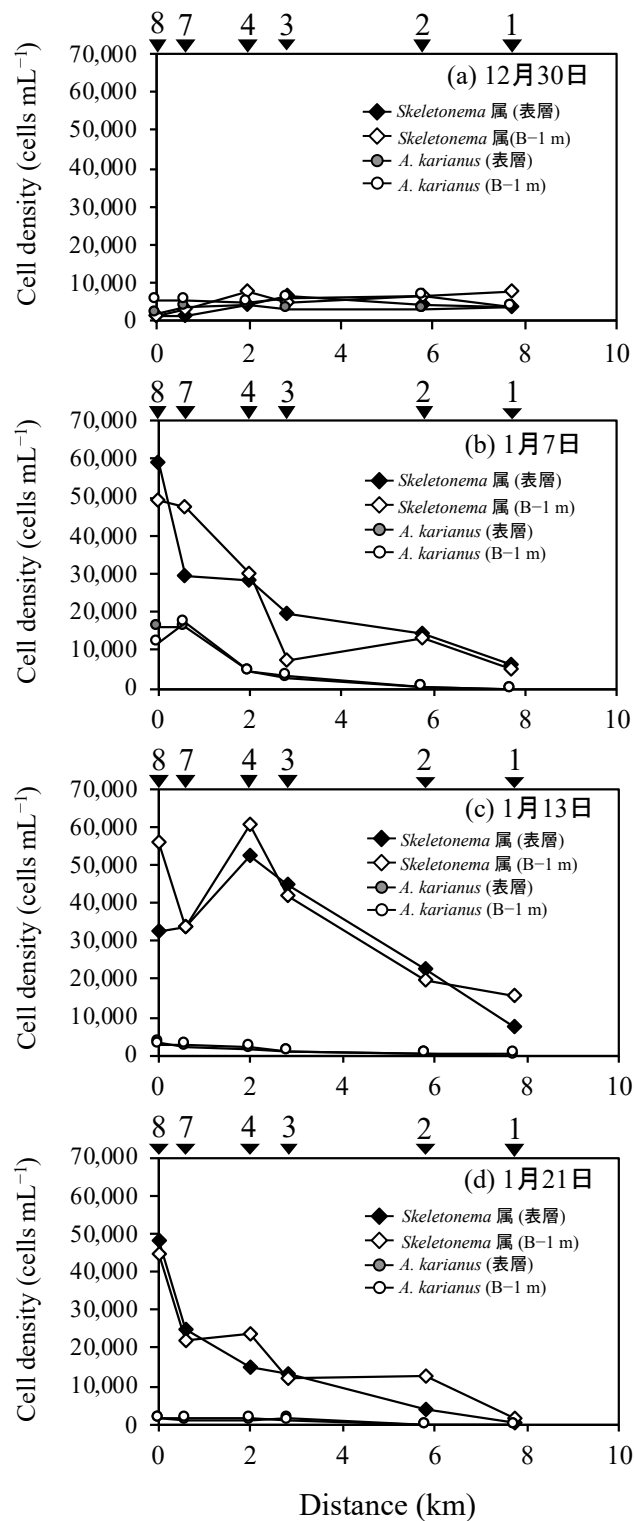 8 7 4 3 2 1
70,000
60,000
50,000
40,000
30,000
20,000
10,000
0
Cell density (cells mL⁻¹)
(a) 12月30日
Skeletonema 属 (表層)
Skeletonema 属(B−1 m)
A. karianus (表層)
A. karianus (B−1 m)
0 2 4 6 8 10
8 7 4 3 2 1
70,000
60,000
50,000
40,000
30,000
20,000
10,000
0
Cell density (cells mL⁻¹)
(b) 1月7日
Skeletonema 属 (表層)
Skeletonema 属 (B−1 m)
A. karianus (表層)
A. karianus (B−1 m)
0 2 4 6 8 10
8 7 4 3 2 1
70,000
60,000
50,000
40,000
30,000
20,000
10,000
0
Cell density (cells mL⁻¹)
(c) 1月13日
Skeletonema 属 (表層)
Skeletonema 属 (B−1 m)
A. karianus (表層)
A. karianus (B−1 m)
0 2 4 6 8 10
8 7 4 3 2 1
70,000
60,000
50,000
40,000
30,000
20,000
10,000
0
Cell density (cells mL⁻¹)
(d) 1月21日
Skeletonema 属 (表層)
Skeletonema 属 (B−1 m)
A. karianus (表層)
A. karianus (B−1 m)
0 2 4 6 8 10
Distance (km)